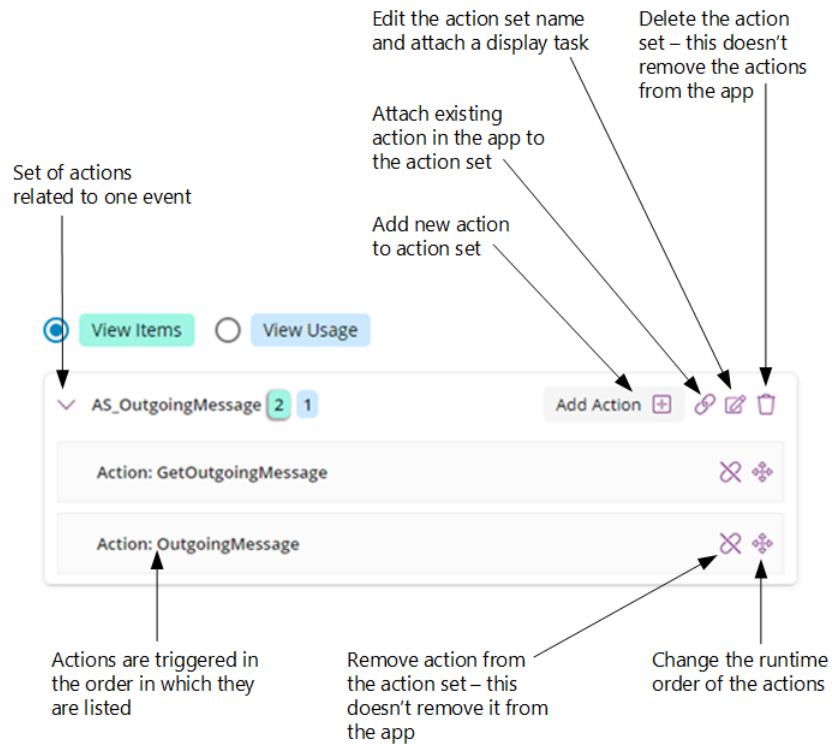 Edit the action set name
and attach a display task
Delete the action
set – this doesn't
remove the actions
from the app
Attach existing
action in the app to
the action set
Set of actions
related to one event
Add new action
to action set
View Items
View Usage
AS_OutgoingMessage 2 1
Add Action
Action: GetOutgoingMessage
Action: OutgoingMessage
Actions are triggered in
the order in which they
are listed
Remove action from
the action set – this
doesn't remove it from
the app
Change the runtime
order of the actions